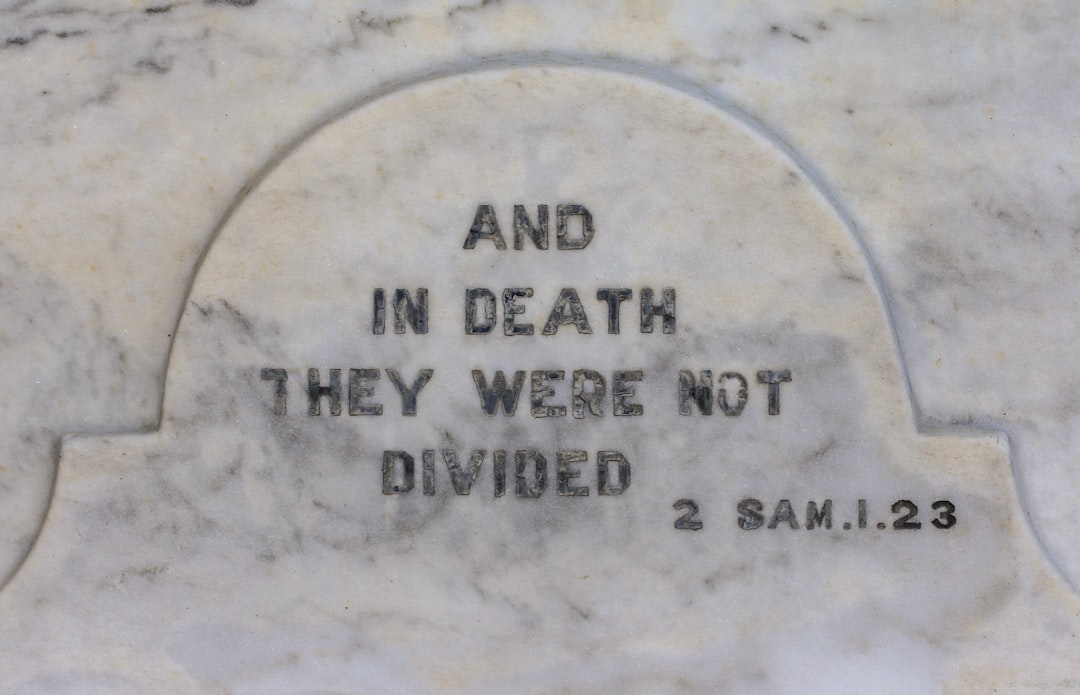 AND
IN DEATH
THEY WERE NOT
DIVIDED
2 SAM.I.23